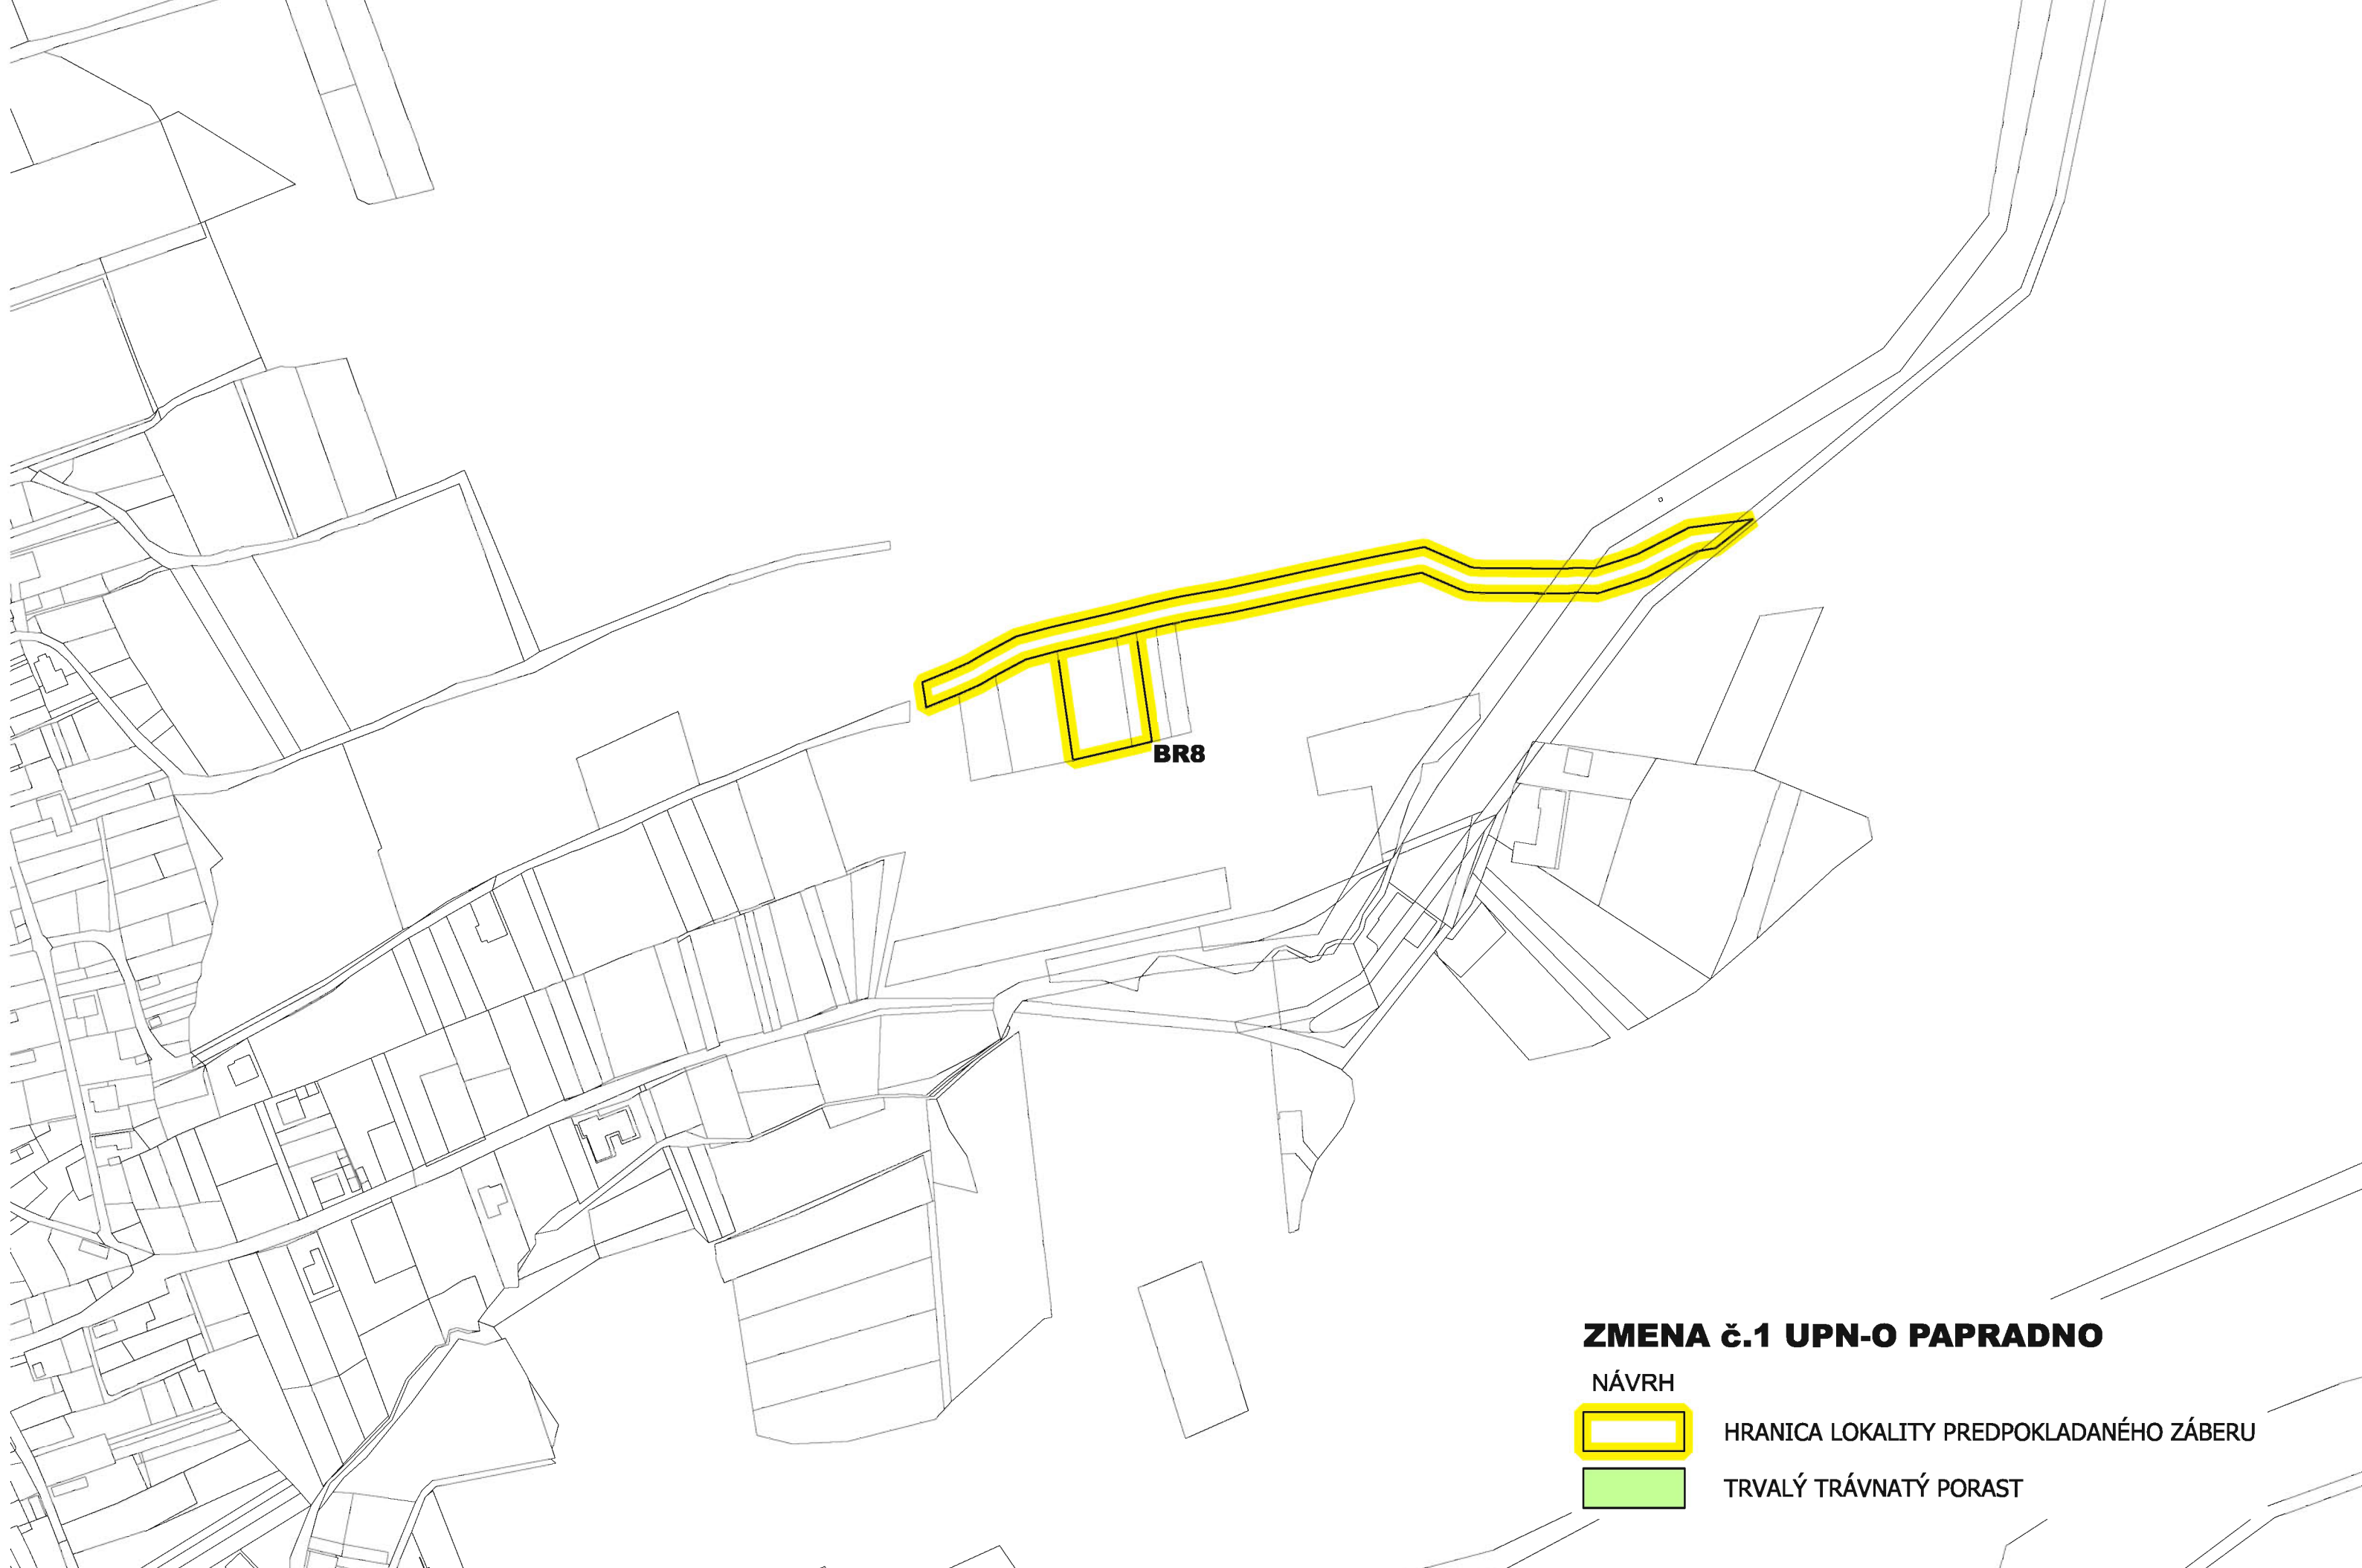 BR8
ZMENA č.1 UPN-O PAPRADNO
NÁVRH
HRANICA LOKALITY PREDPOKLADANÉHO ZÁBERU
TRVALÝ TRÁVNATÝ PORAST